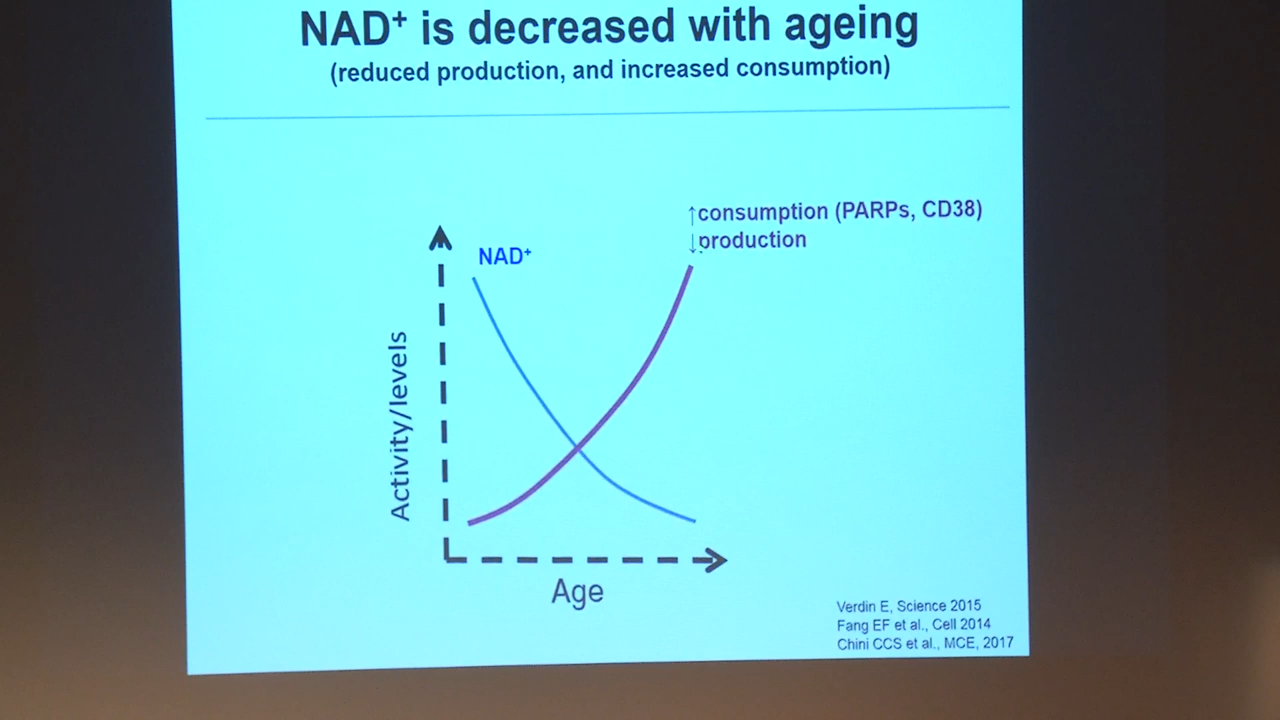 NAD⁺ is decreased with ageing
(reduced production, and increased consumption)
↑consumption (PARPs, CD38)
↓production
NAD⁺
Activity/levels
Age
Verdin E, Science 2015
Fang EF et al., Cell 2014
Chini CCS et al., MCE, 2017